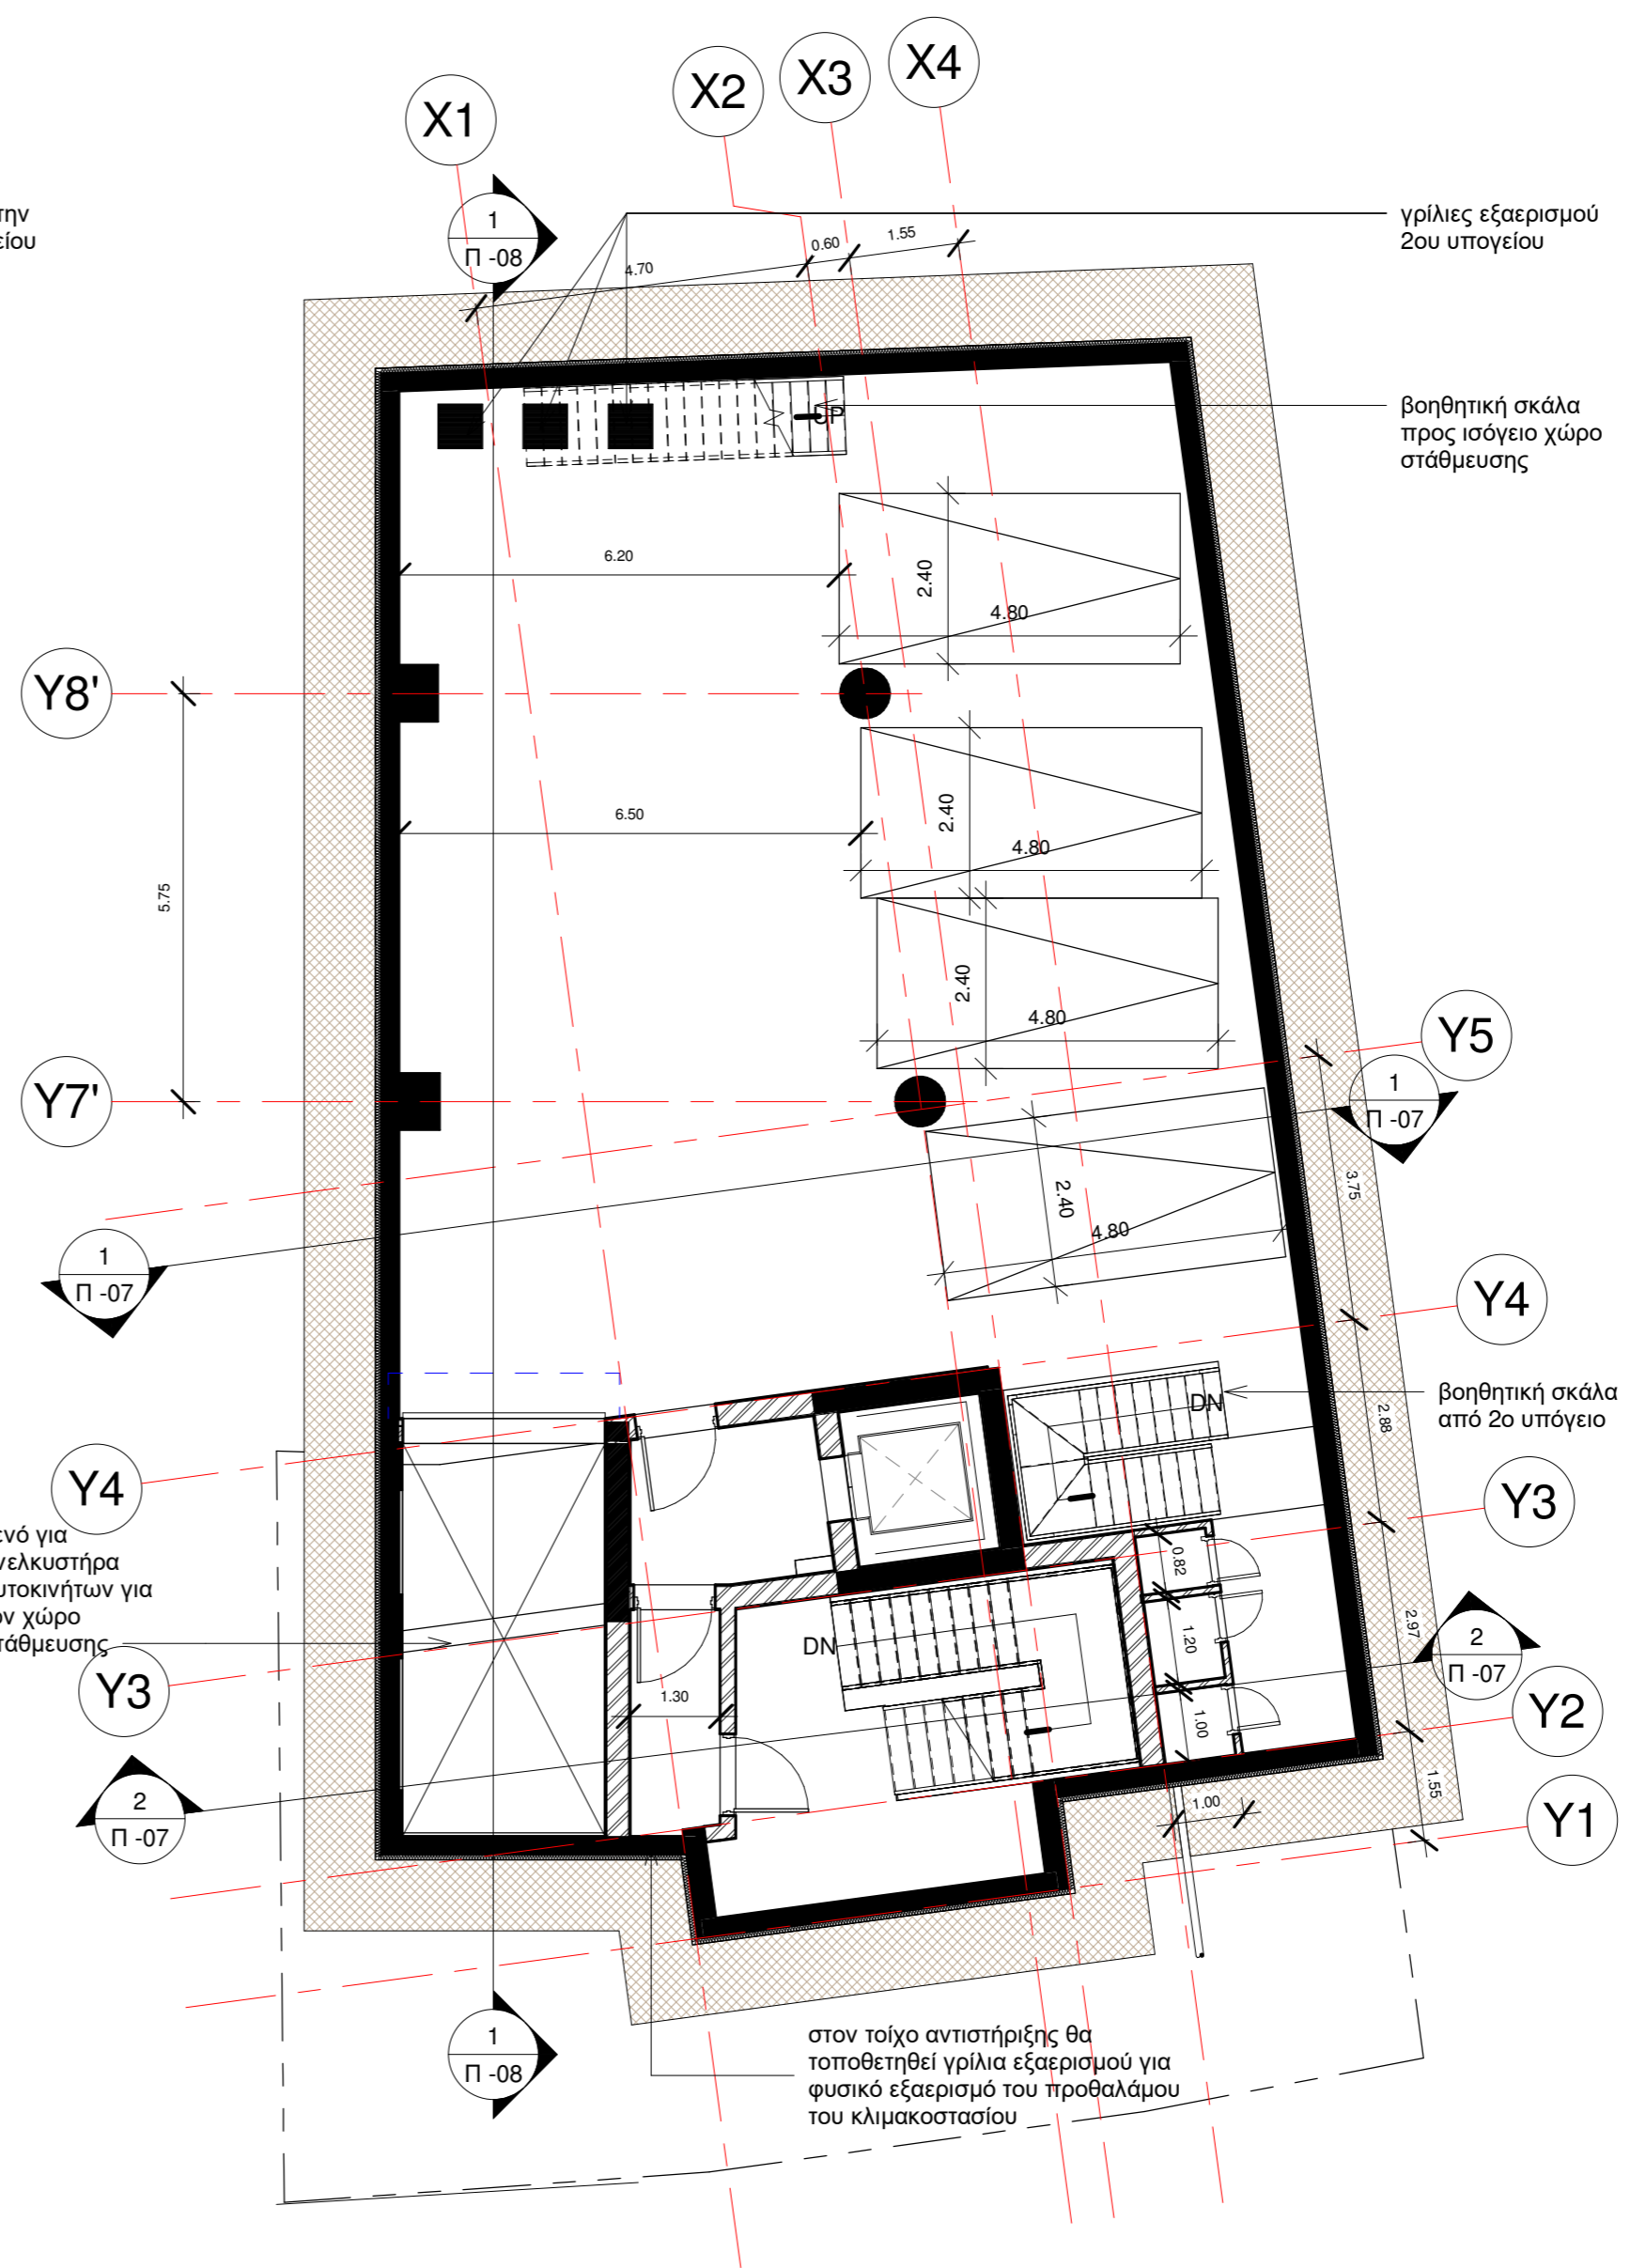 X1
X2
X3
X4
την
είου
1
Π -08
4.70
0.60
1.55
γρίλιες εξαερισμού
2ου υπογείου
UP
βοηθητική σκάλα
προς ισόγειο χώρο
στάθμευσης
6.20
2.40
4.80
Y8'
6.50
2.40
4.80
5.75
2.40
4.80
Y5
Y7'
1
Π -07
3.75
2.40
4.80
1
Π -07
Y4
DN
βοηθητική σκάλα
από 2ο υπόγειο
2.88
Y4
Y3
ενό για
νελκυστήρα
υτοκινήτων για
ον χώρο
τάθμευσης
0.82
DN
1.20
2.97
2
Π -07
Y3
1.30
1.00
Y2
2
Π -07
1.00
1.55
Y1
1
Π -08
στον τοίχο αντιστήριξης θα
τοποθετηθεί γρίλια εξαερισμού για
φυσικό εξαερισμό του προθαλάμου
του κλιμακοστασίου